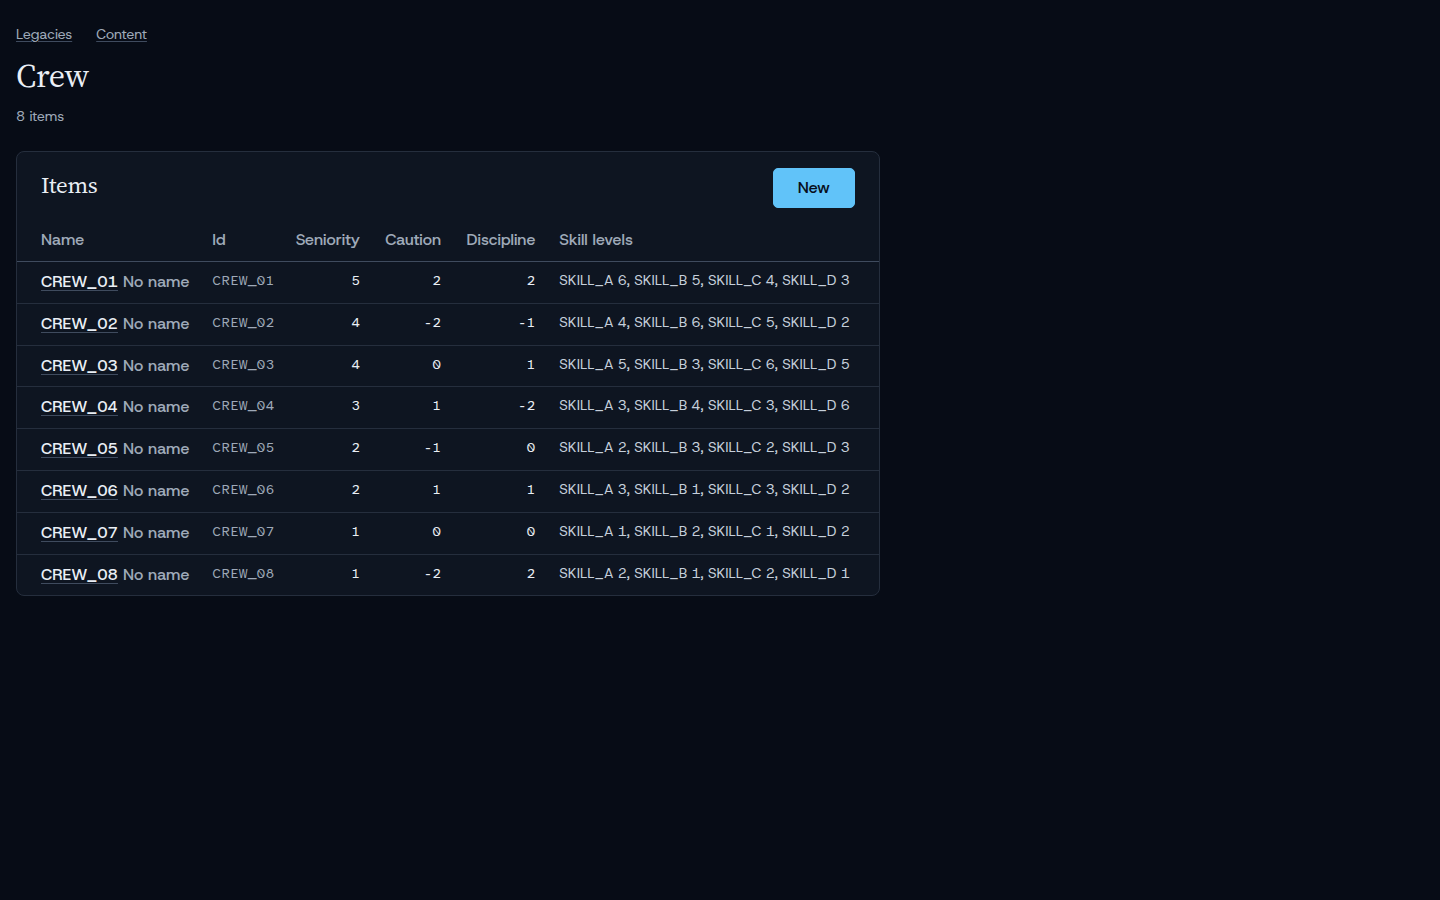 Legacies Content
Crew
8 items
Items New
Name Id Seniority Caution Discipline Skill levels
CREW_01 No name CREW_01 5 2 2 SKILL_A 6, SKILL_B 5, SKILL_C 4, SKILL_D 3
CREW_02 No name CREW_02 4 -2 -1 SKILL_A 4, SKILL_B 6, SKILL_C 5, SKILL_D 2
CREW_03 No name CREW_03 4 0 1 SKILL_A 5, SKILL_B 3, SKILL_C 6, SKILL_D 5
CREW_04 No name CREW_04 3 1 -2 SKILL_A 3, SKILL_B 4, SKILL_C 3, SKILL_D 6
CREW_05 No name CREW_05 2 -1 0 SKILL_A 2, SKILL_B 3, SKILL_C 2, SKILL_D 3
CREW_06 No name CREW_06 2 1 1 SKILL_A 3, SKILL_B 1, SKILL_C 3, SKILL_D 2
CREW_07 No name CREW_07 1 0 0 SKILL_A 1, SKILL_B 2, SKILL_C 1, SKILL_D 2
CREW_08 No name CREW_08 1 -2 2 SKILL_A 2, SKILL_B 1, SKILL_C 2, SKILL_D 1